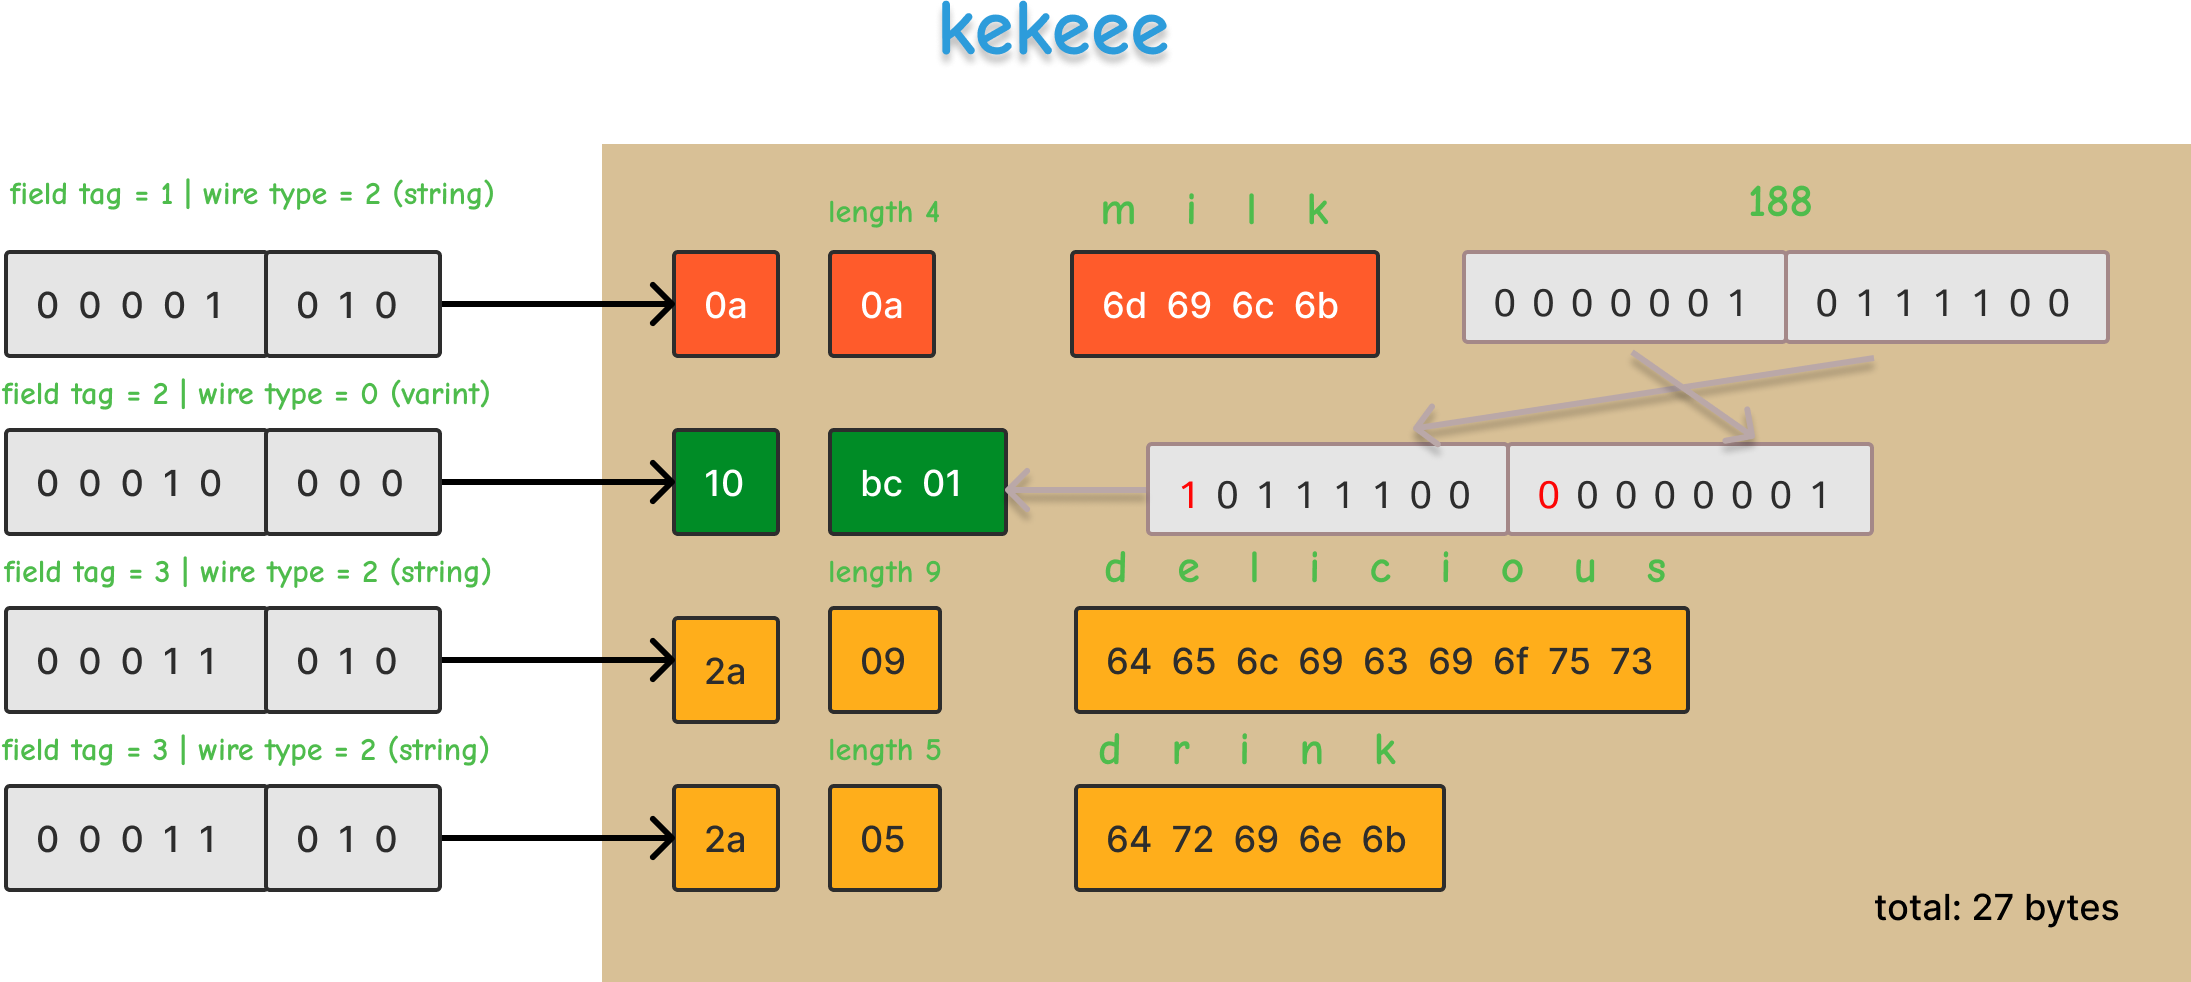 kekeee
field tag = 1 | wire type = 2 (string)
length 4
m i l k
188
0 0 0 0 1 0 1 0
0a
0a
6d 69 6c 6b
0 0 0 0 0 0 1 0 1 1 1 1 0 0
field tag = 2 | wire type = 0 (varint)
0 0 0 1 0 0 0 0
10
bc 01
1 0 1 1 1 1 0 0 0 0 0 0 0 0 0 1
field tag = 3 | wire type = 2 (string)
length 9
d e l i c i o u s
0 0 0 1 1 0 1 0
2a
09
64 65 6c 69 63 69 6f 75 73
field tag = 3 | wire type = 2 (string)
length 5
d r i n k
0 0 0 1 1 0 1 0
2a
05
64 72 69 6e 6b
total: 27 bytes